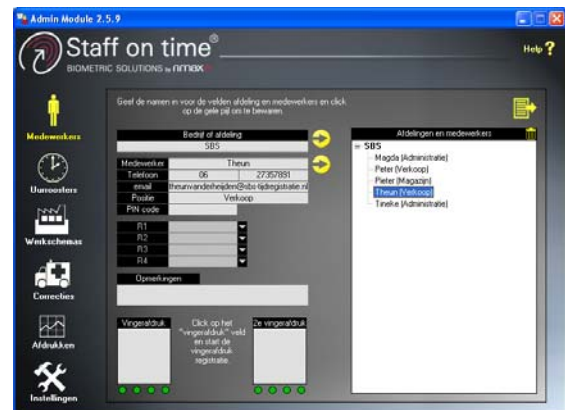 Admin Module 2.5.9
Staff on time®
BIOMETRIC SOLUTIONS by nmax
Help ?
Geef de namen in voor de velden afdeling en medewerkers en click
op de gele pijl om te bewaren.
Medewerkers
Bedrijf of afdeling
SBS
Afdelingen en medewerkers
SBS
Magda (Administratie)
Peter (Verkoop)
Pieter (Magazijn)
Theun (Verkoop)
Tineke (Administratie)
Medewerker Theun
Telefoon 06 27357891
email theunvanderheijden@sbs-tijdregistratie.nl
Positie Verkoop
PIN code
Uurroosters
R1
R2
R3
R4
Werkschemas
Opmerkingen
Correcties
Vingerafdruk
Click op het
"vingerafdruk" veld
en start de
vingerafdruk
registratie.
2e vingerafdruk
Afdrukken
Instellingen